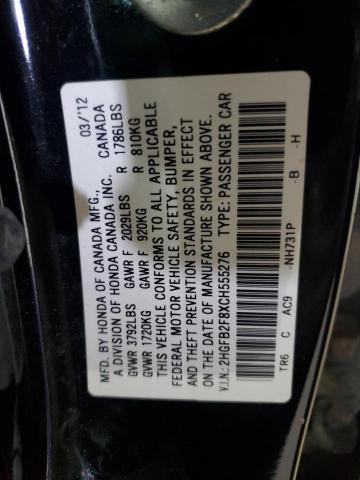 MFD. BY HONDA OF CANADA MFG., 03/'12
A DIVISION OF HONDA CANADA INC. CANADA
GVWR 3792LBS GAWR F 2029LBS R 1786LBS
GVWR 1720KG GAWR F 920KG R 810KG
THIS VEHICLE CONFORMS TO ALL APPLICABLE
FEDERAL MOTOR VEHICLE SAFETY, BUMPER,
AND THEFT PREVENTION STANDARDS IN EFFECT
ON THE DATE OF MANUFACTURE SHOWN ABOVE.
V.I.N.: 2HGFB2F8XCH555276 TYPE: PASSENGER CAR
-NH731P -B -H
TR6 C AC9